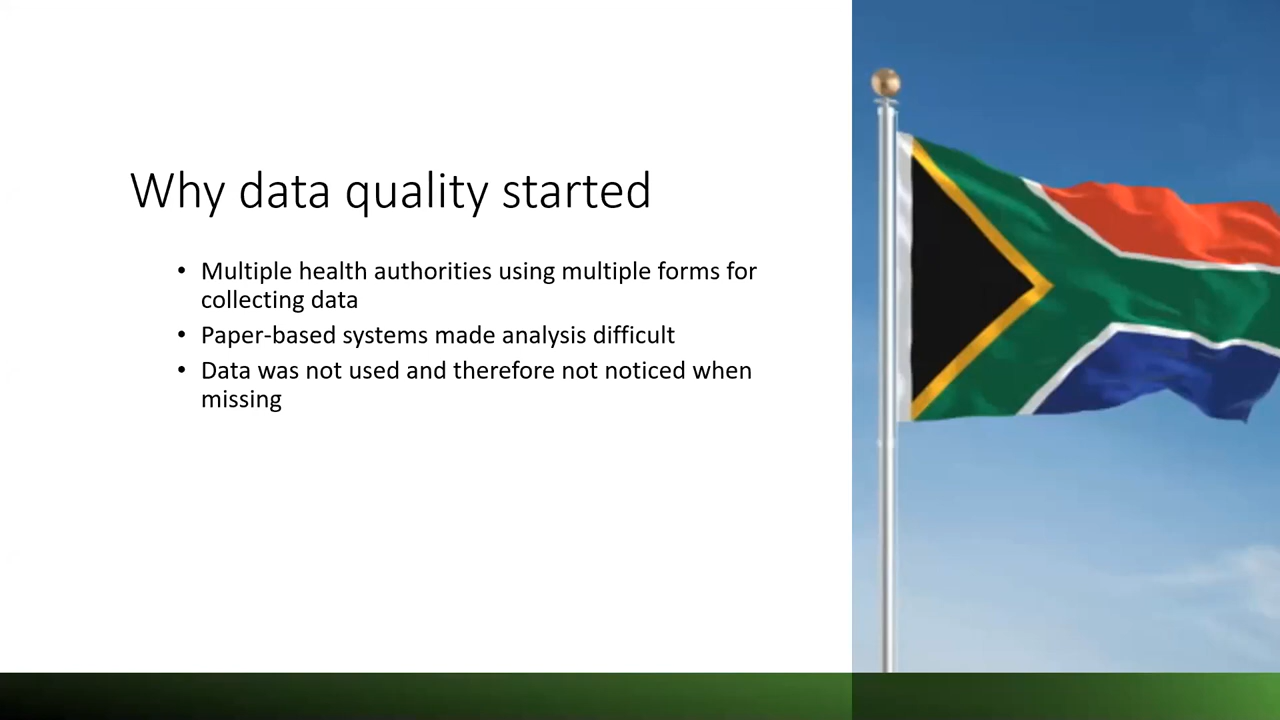 Why data quality started
• Multiple health authorities using multiple forms for
collecting data
• Paper-based systems made analysis difficult
• Data was not used and therefore not noticed when
missing